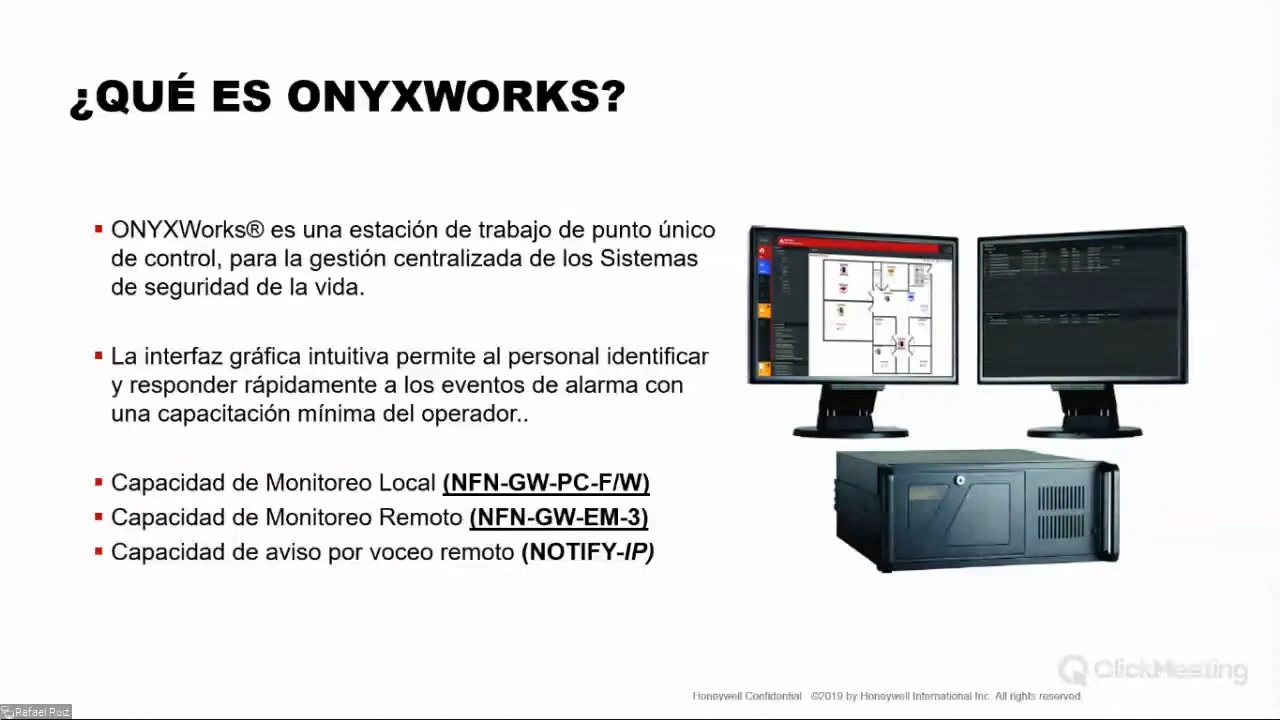 ¿QUÉ ES ONYXWORKS?
▪ ONYXWorks® es una estación de trabajo de punto único
de control, para la gestión centralizada de los Sistemas
de seguridad de la vida.
▪ La interfaz gráfica intuitiva permite al personal identificar
y responder rápidamente a los eventos de alarma con
una capacitación mínima del operador..
▪ Capacidad de Monitoreo Local (NFN-GW-PC-F/W)
▪ Capacidad de Monitoreo Remoto (NFN-GW-EM-3)
▪ Capacidad de aviso por voceo remoto (NOTIFY-IP)
ClickMeeting
Honeywell Confidential ©2019 by Honeywell International Inc. All rights reserved.
Rafael Ruiz